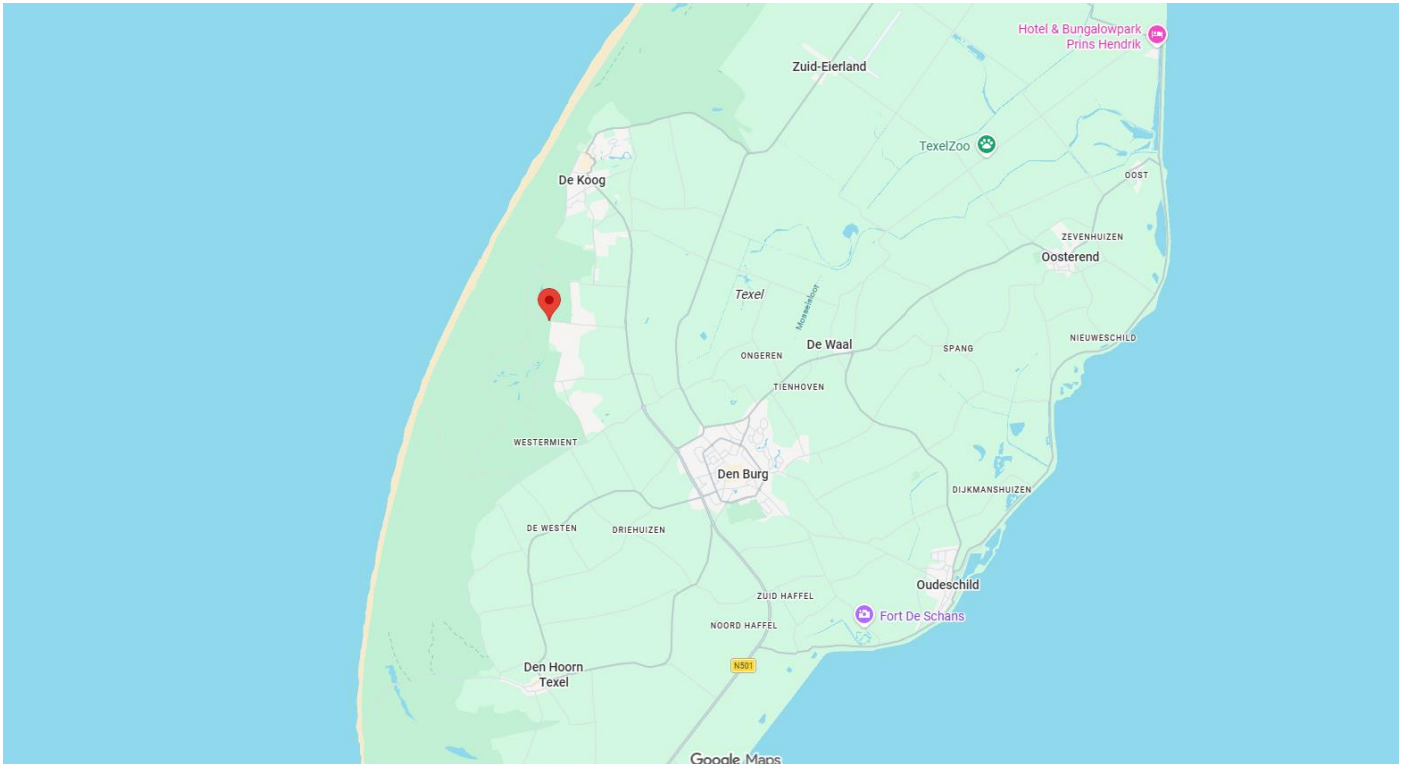 Hotel & Bungalowpark
Prins Hendrik
Zuid-Eierland
TexelZoo
OOST
De Koog
ZEVENHUIZEN
Oosterend
Texel
Mosselsloot
NIEUWESCHILD
De Waal
SPANG
ONGEREN
TIENHOVEN
WESTERMIENT
Den Burg
DIJKMANSHUIZEN
DE WESTEN
DRIEHUIZEN
Oudeschild
ZUID HAFFEL
Fort De Schans
NOORD HAFFEL
N501
Den Hoorn
Texel
Google Maps